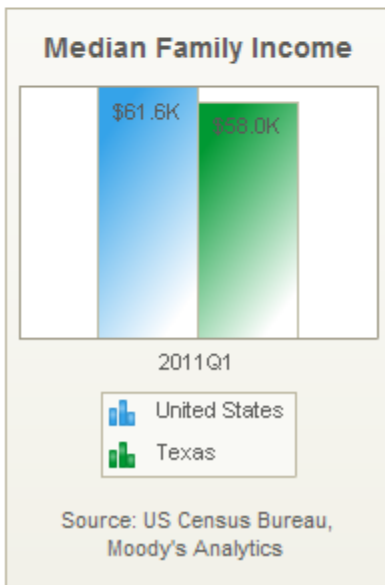 Median Family Income
$61.6K
$58.0K
2011Q1
United States
Texas
Source: US Census Bureau,
Moody's Analytics